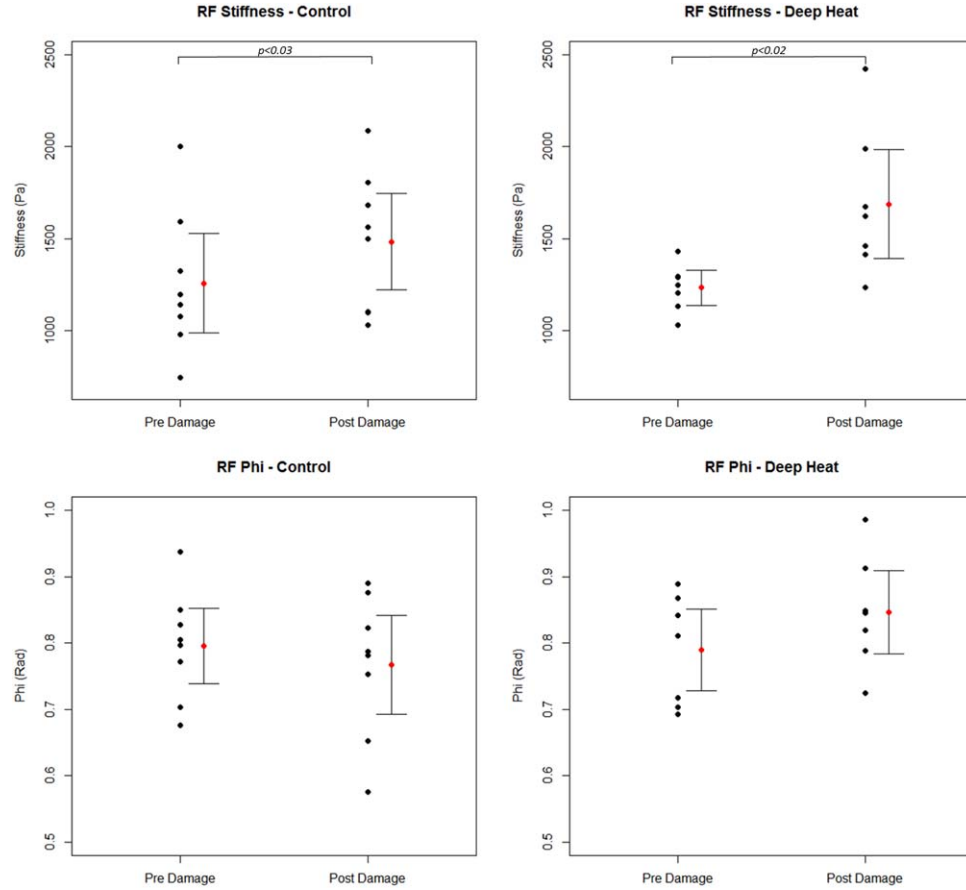 RF Stiffness - Control
p<0.03
2500
2000
1500
1000
Stiffness (Pa)
Pre Damage
Post Damage
RF Stiffness - Deep Heat
p<0.02
2500
2000
1500
1000
Stiffness (Pa)
Pre Damage
Post Damage
RF Phi - Control
1.0
0.9
0.8
0.7
0.6
0.5
Phi (Rad)
Pre Damage
Post Damage
RF Phi - Deep Heat
1.0
0.9
0.8
0.7
0.6
0.5
Phi (Rad)
Pre Damage
Post Damage